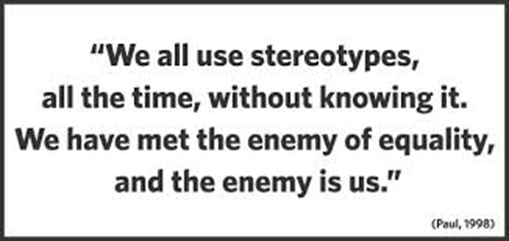 “We all use stereotypes,
all the time, without knowing it.
We have met the enemy of equality,
and the enemy is us.”
(Paul, 1998)